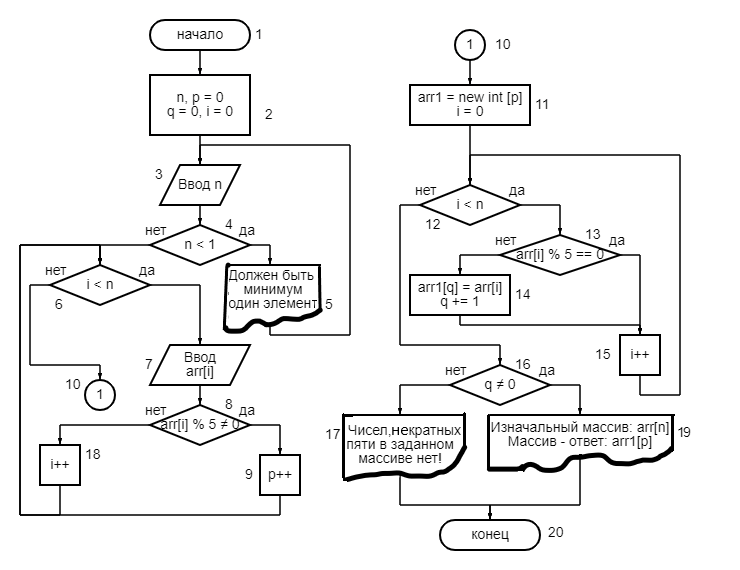 начало
1
n, p = 0
q = 0, i = 0
2
3
Ввод n
4
нет
да
n < 1
нет
да
i < n
6
Должен быть
минимум
один элемент
5
7
Ввод
arr[i]
10
1
8
нет
да
arr[i] % 5 ≠ 0
i++
18
9
p++
1
10
arr1 = new int [p]
i = 0
11
нет
да
i < n
12
13
нет
да
arr[i] % 5 == 0
arr1[q] = arr[i]
q += 1
14
15
i++
16
нет
да
q ≠ 0
17
Чисел,некратных
пяти в заданном
массиве нет!
Изначальный массив: arr[n]
Массив - ответ: arr1[p]
19
конец
20